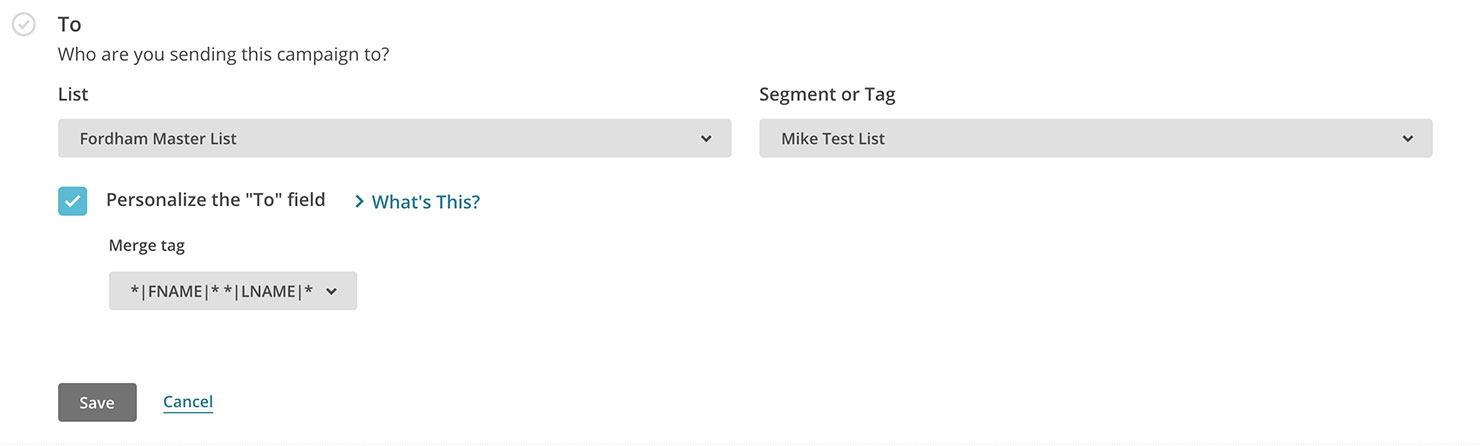 To
Who are you sending this campaign to?
List
Segment or Tag
Fordham Master List
Mike Test List
Personalize the "To" field
What's This?
Merge tag
*|FNAME|* *|LNAME|*
Save
Cancel